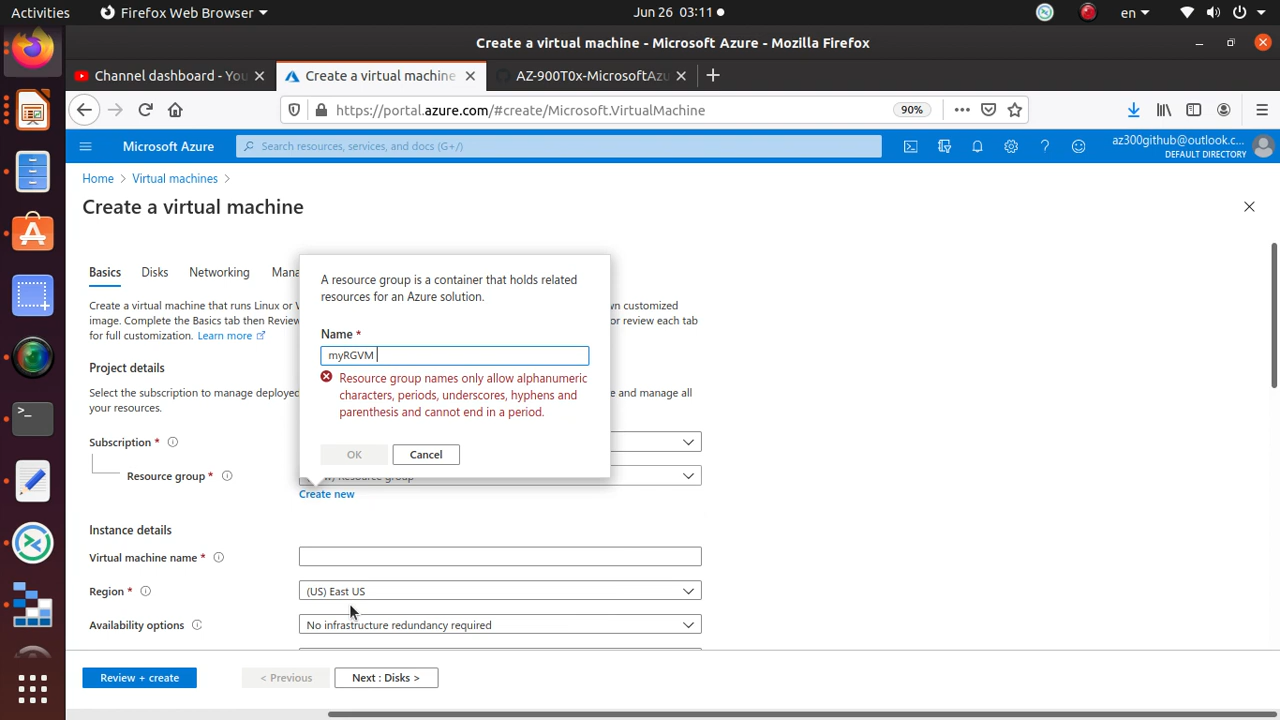 Activities
Firefox Web Browser
Jun 26 03:11
en
Create a virtual machine - Microsoft Azure - Mozilla Firefox
Channel dashboard - You
Create a virtual machine
AZ-900T0x-MicrosoftAzu
https://portal.azure.com/#create/Microsoft.VirtualMachine
90%
Microsoft Azure
Search resources, services, and docs (G+/)
az300github@outlook.c...
DEFAULT DIRECTORY
Home > Virtual machines >
Create a virtual machine
Basics
Disks
Networking
Mana
Create a virtual machine that runs Linux or
wn customized
image. Complete the Basics tab then Review
or review each tab
for full customization. Learn more
Project details
Select the subscription to manage deployed
e and manage all
your resources.
Subscription *
Resource group *
Create new
A resource group is a container that holds related
resources for an Azure solution.
Name *
myRGVM
Resource group names only allow alphanumeric
characters, periods, underscores, hyphens and
parenthesis and cannot end in a period.
OK
Cancel
Instance details
Virtual machine name *
Region *
(US) East US
Availability options
No infrastructure redundancy required
Review + create
< Previous
Next : Disks >